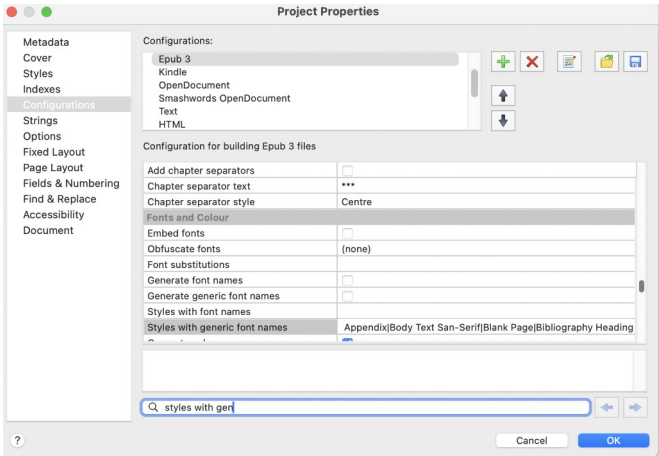 Project Properties
Metadata
Cover
Styles
Indexes
Configurations
Strings
Options
Fixed Layout
Page Layout
Fields & Numbering
Find & Replace
Accessibility
Document
Configurations:
Epub 3
Kindle
OpenDocument
Smashwords OpenDocument
Text
HTML
Configuration for building Epub 3 files
Add chapter separators
Chapter separator text ***
Chapter separator style Centre
Fonts and Colour
Embed fonts
Obfuscate fonts (none)
Font substitutions
Generate font names
Generate generic font names
Styles with font names
Styles with generic font names Appendix|Body Text San-Serif|Blank Page|Bibliography Heading
styles with gen
? Cancel OK